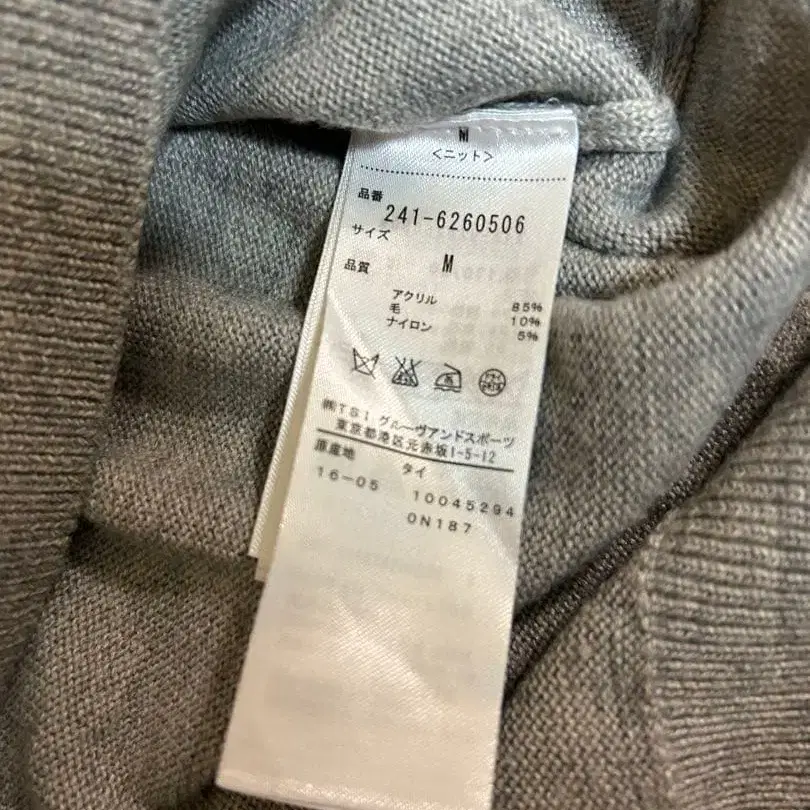 M
<ニット>
品番
241-6260506
サイズ
M
品質
アクリル 85%
毛 10%
ナイロン 5%
㈱TSI グルーヴアンドスポーツ
東京都港区元赤坂1-5-12
原産地 タイ
16-05 10045294
0N187